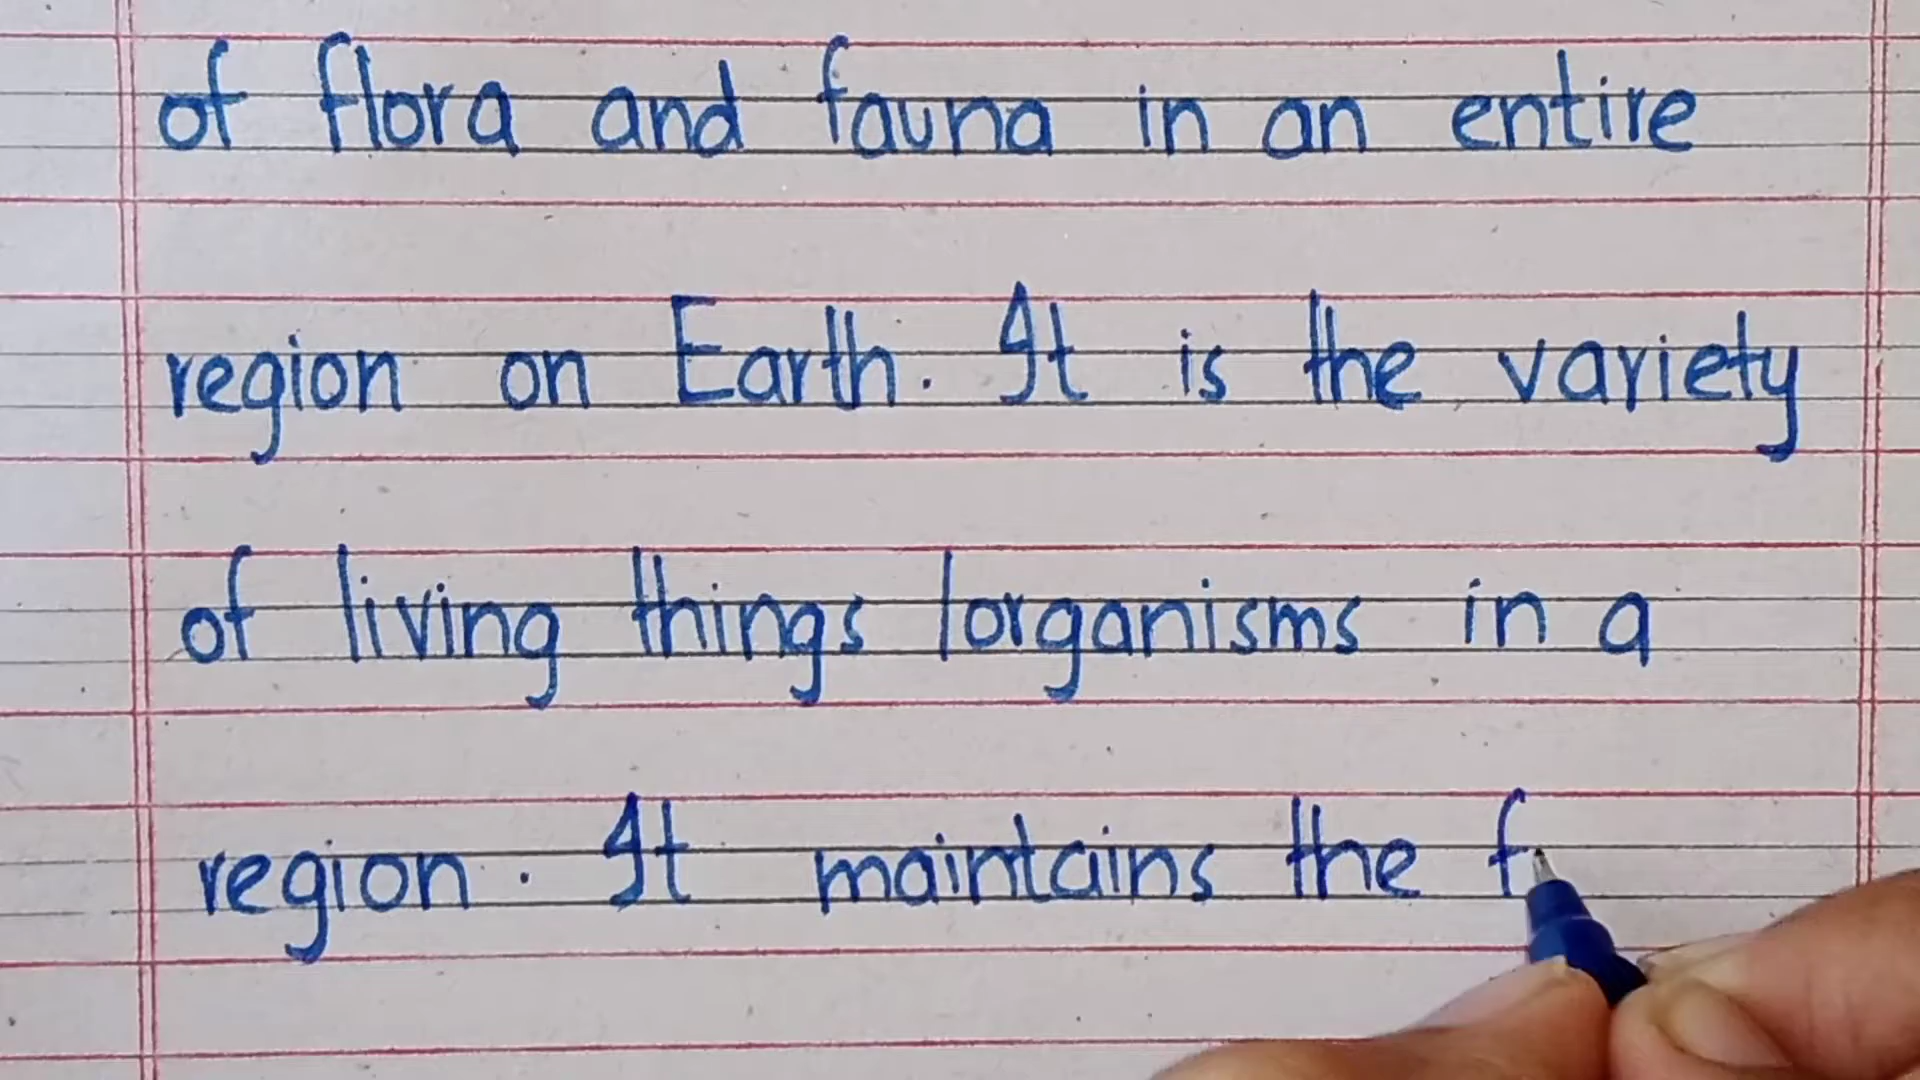 of flora and fauna in an entire
region on Earth. It is the variety
of living things /organisms in a
region. It maintains the f